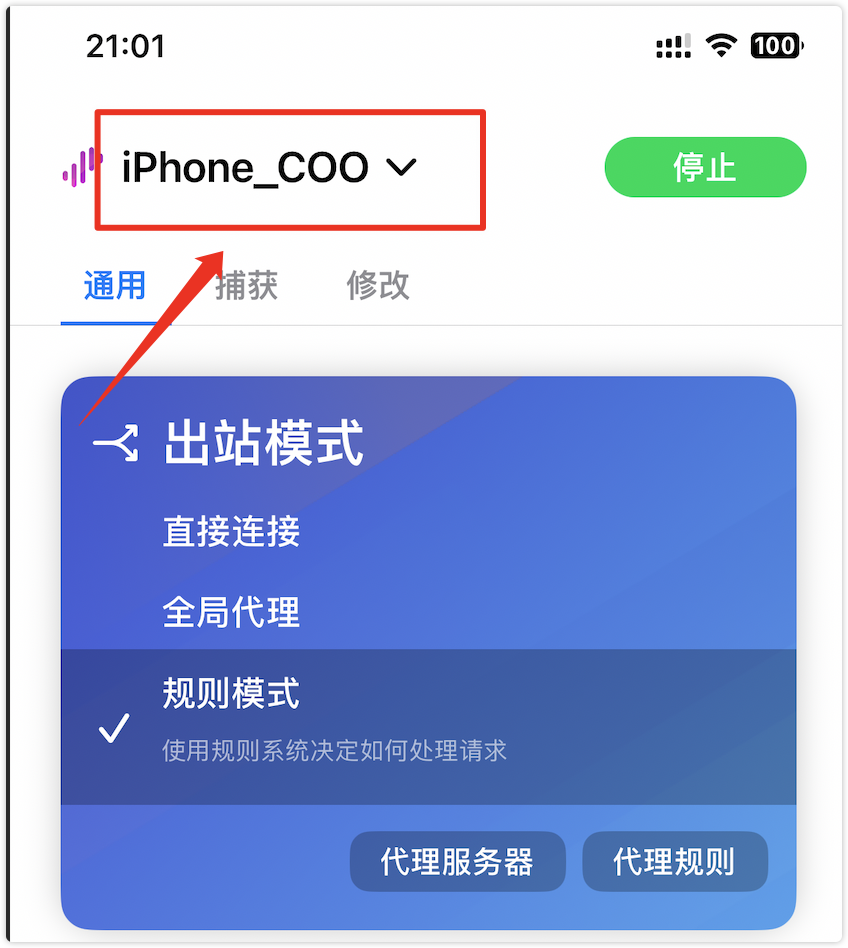 21:01 100
iPhone_COO 停止
通用 捕获 修改
出站模式
直接连接
全局代理
规则模式
使用规则系统决定如何处理请求
代理服务器 代理规则